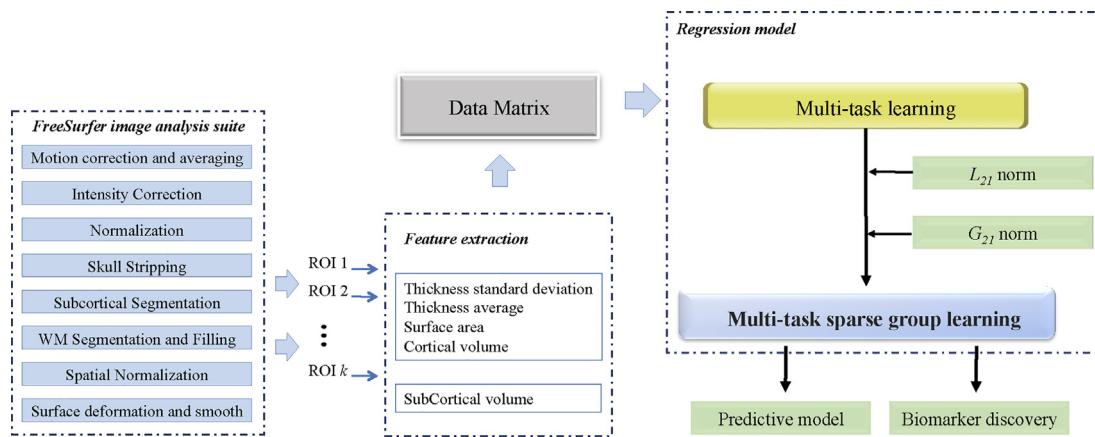 FreeSurfer image analysis suite
Motion correction and averaging
Intensity Correction
Normalization
Skull Stripping
Subcortical Segmentation
WM Segmentation and Filling
Spatial Normalization
Surface deformation and smooth
ROI 1
ROI 2
ROI k
Feature extraction
Thickness standard deviation
Thickness average
Surface area
Cortical volume
SubCortical volume
Data Matrix
Regression model
Multi-task learning
L21 norm
G21 norm
Multi-task sparse group learning
Predictive model
Biomarker discovery